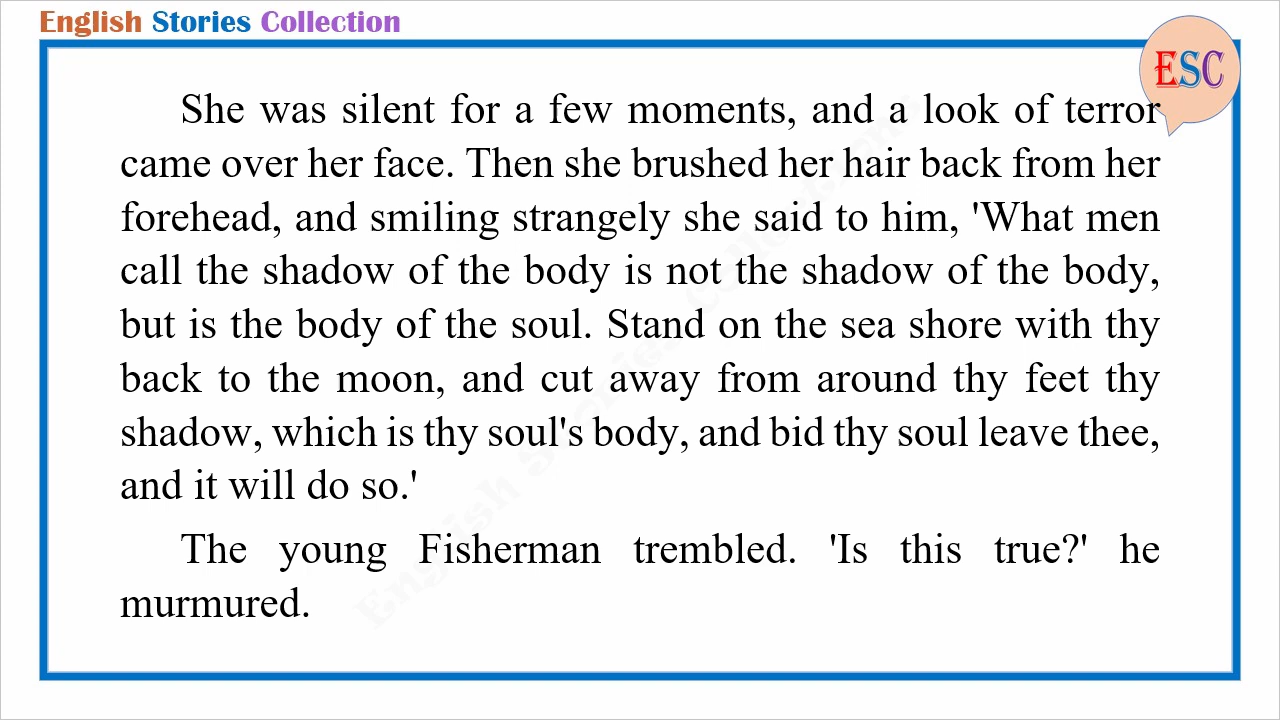 English Stories Collection
ESC
She was silent for a few moments, and a look of terror
came over her face. Then she brushed her hair back from her
forehead, and smiling strangely she said to him, 'What men
call the shadow of the body is not the shadow of the body,
but is the body of the soul. Stand on the sea shore with thy
back to the moon, and cut away from around thy feet thy
shadow, which is thy soul's body, and bid thy soul leave thee,
and it will do so.'
The young Fisherman trembled. 'Is this true?' he
murmured.
English Stories Collections